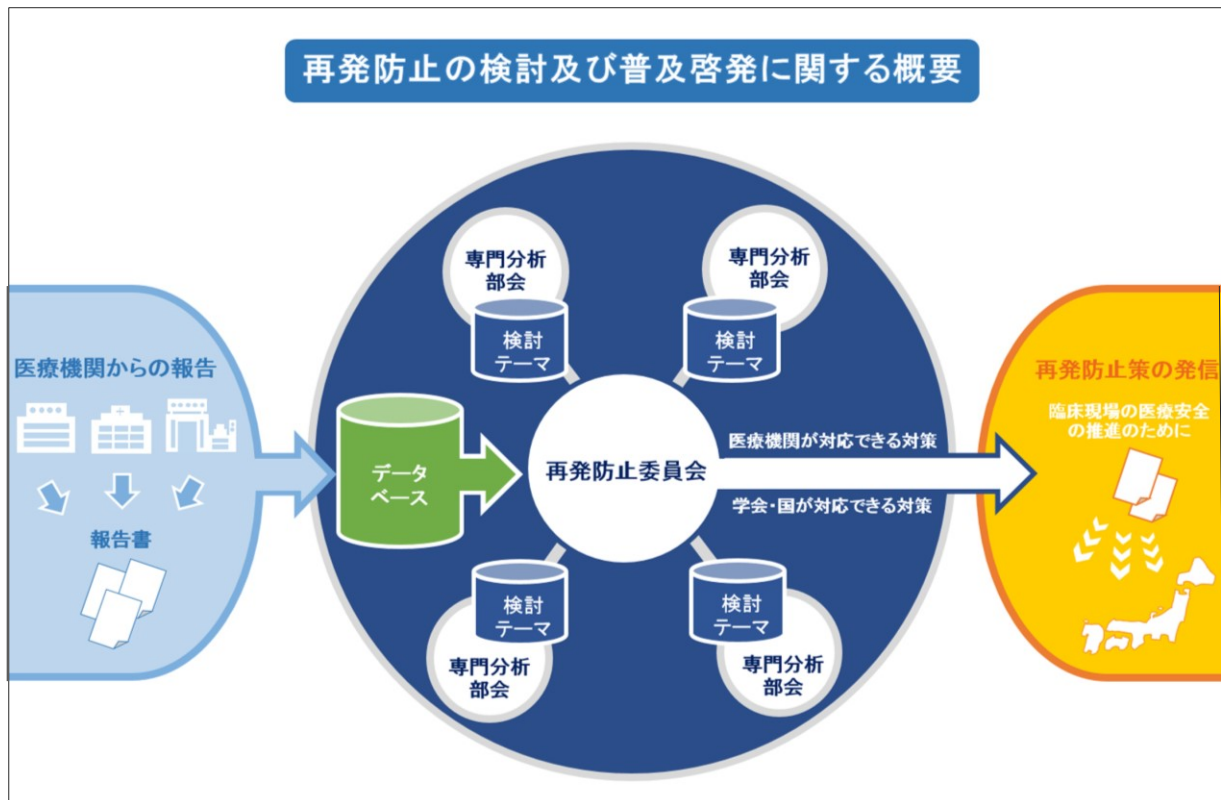 再発防止の検討及び普及啓発に関する概要
医療機関からの報告
報告書
データ
ベース
専門分析
部会
検討
テーマ
専門分析
部会
検討
テーマ
再発防止委員会
検討
テーマ
専門分析
部会
検討
テーマ
専門分析
部会
医療機関が対応できる対策
学会・国が対応できる対策
再発防止策の発信
臨床現場の医療安全
の推進のために